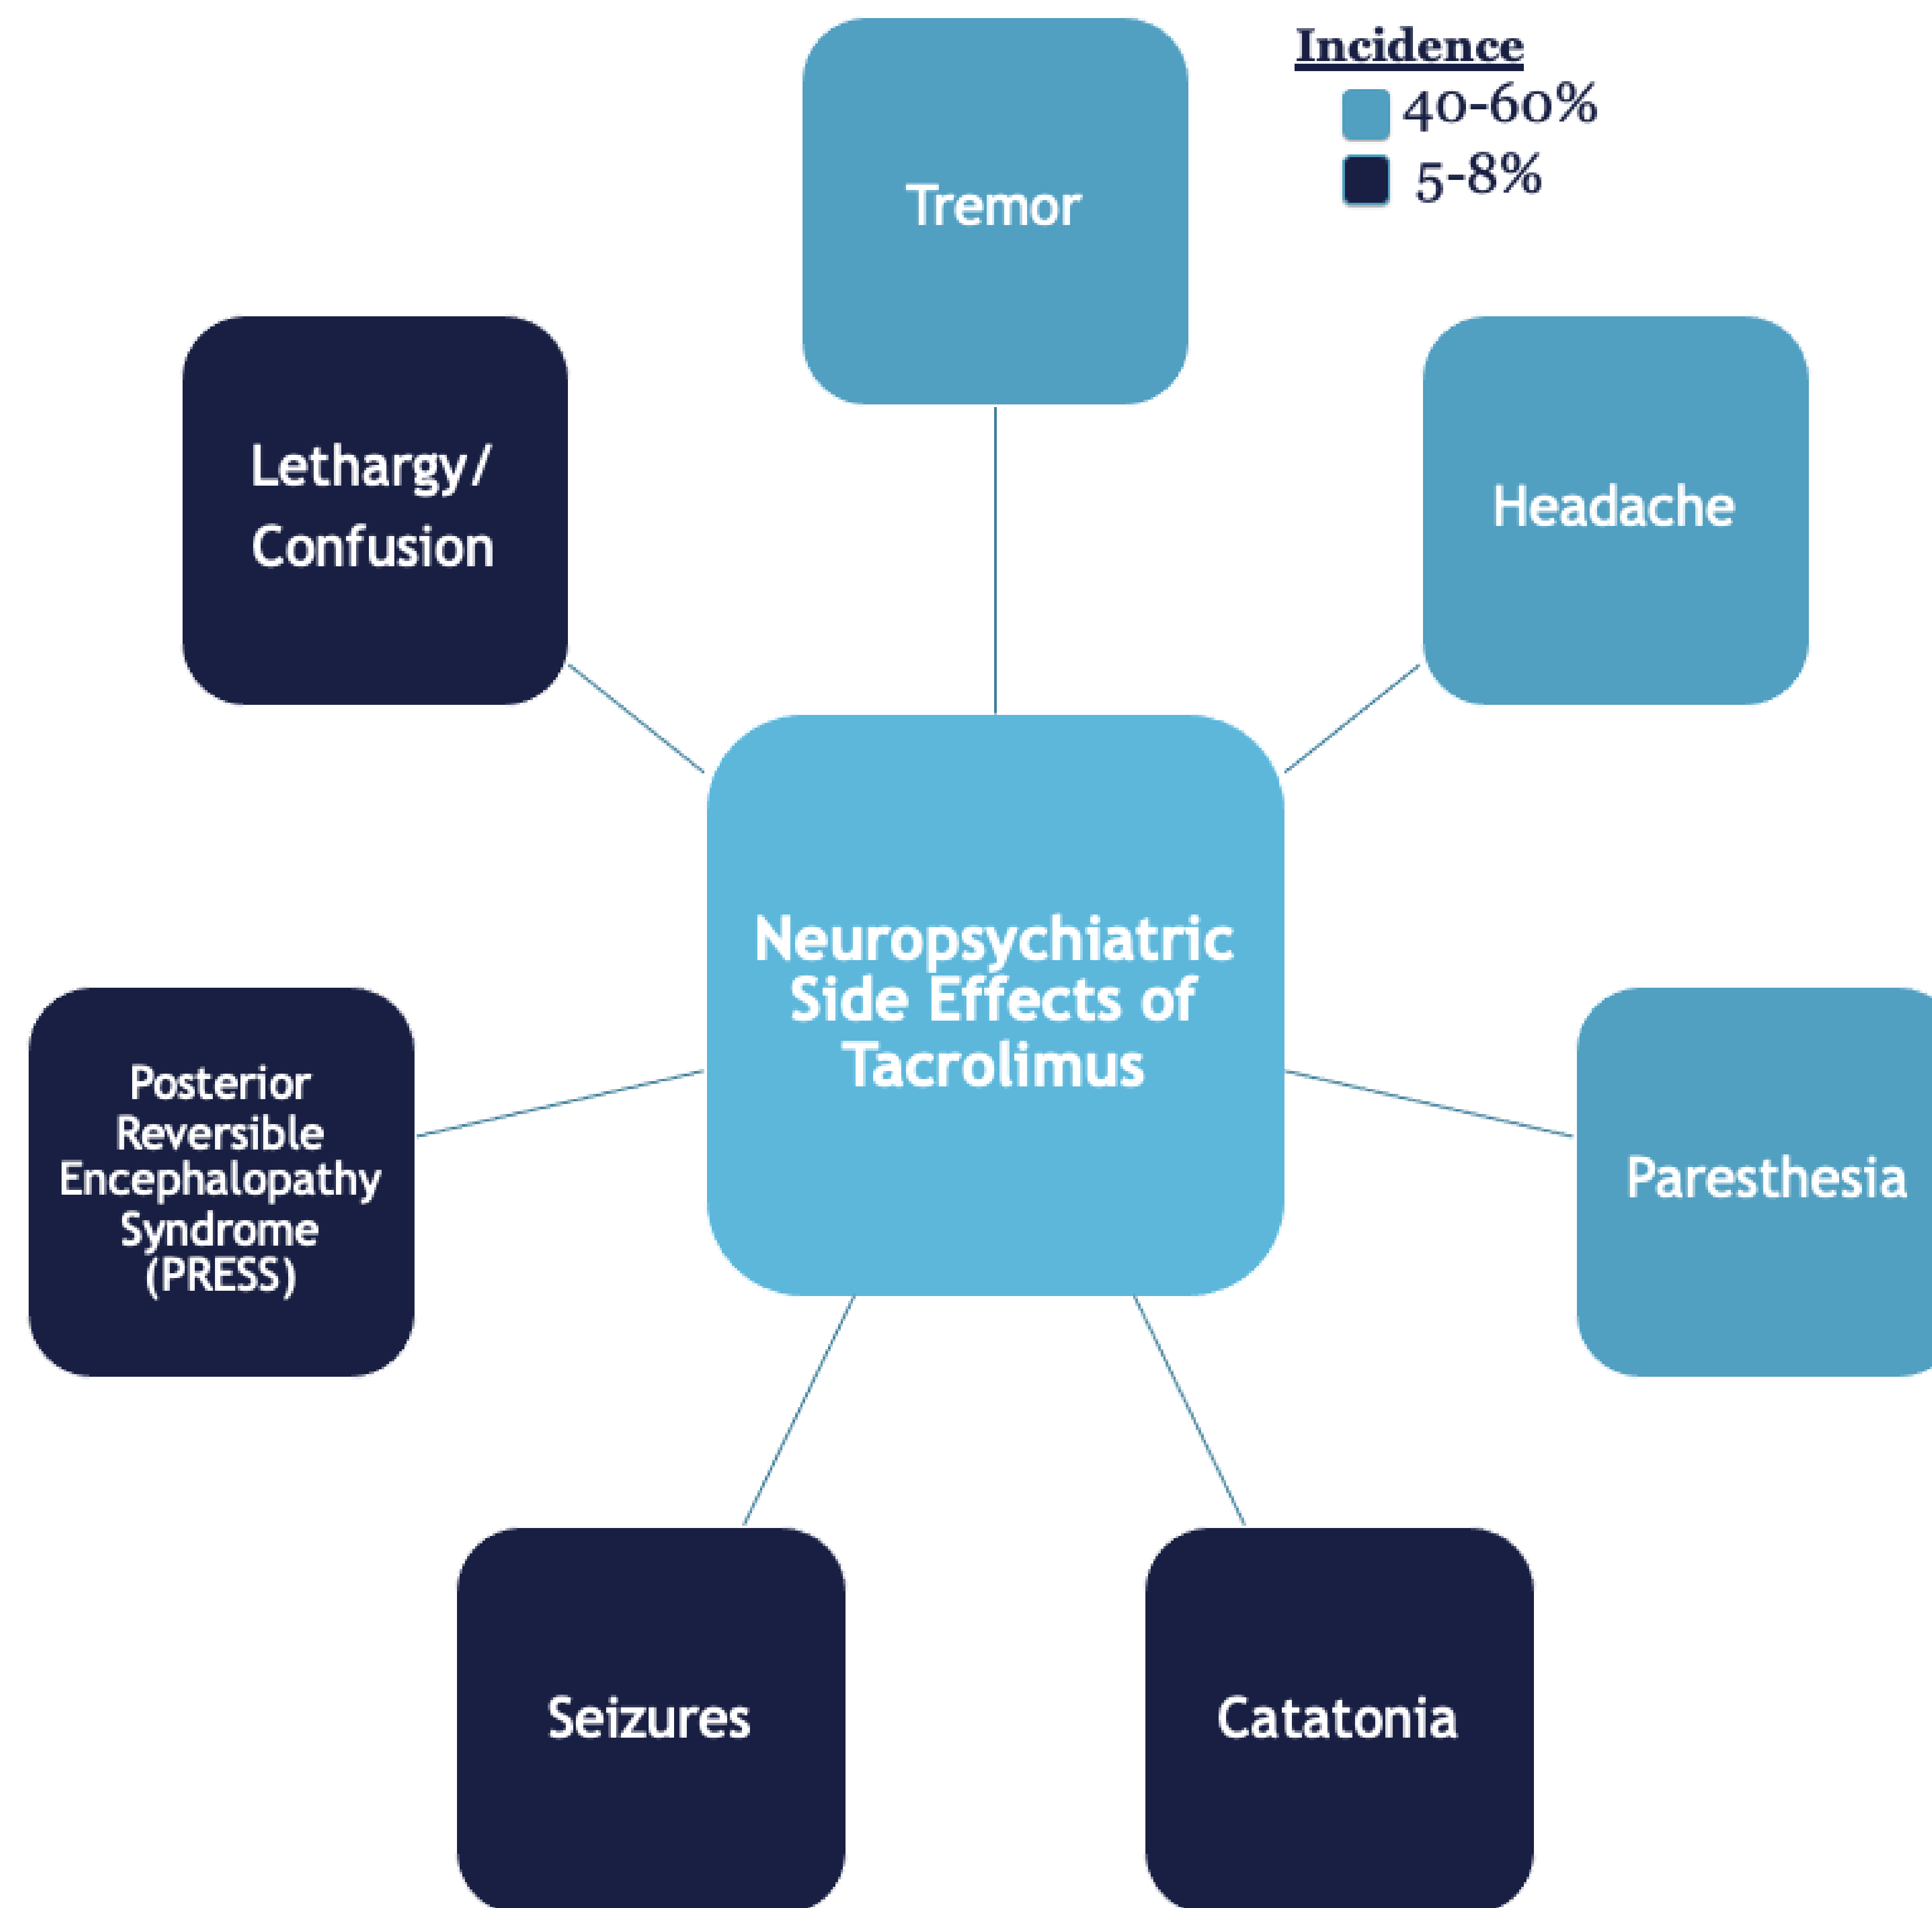 Incidence
40-60%
5-8%
Tremor
Lethargy/
Confusion
Headache
Neuropsychiatric
Side Effects of
Tacrolimus
Posterior
Reversible
Encephalopathy
Syndrome
(PRESS)
Paresthesia
Seizures
Catatonia